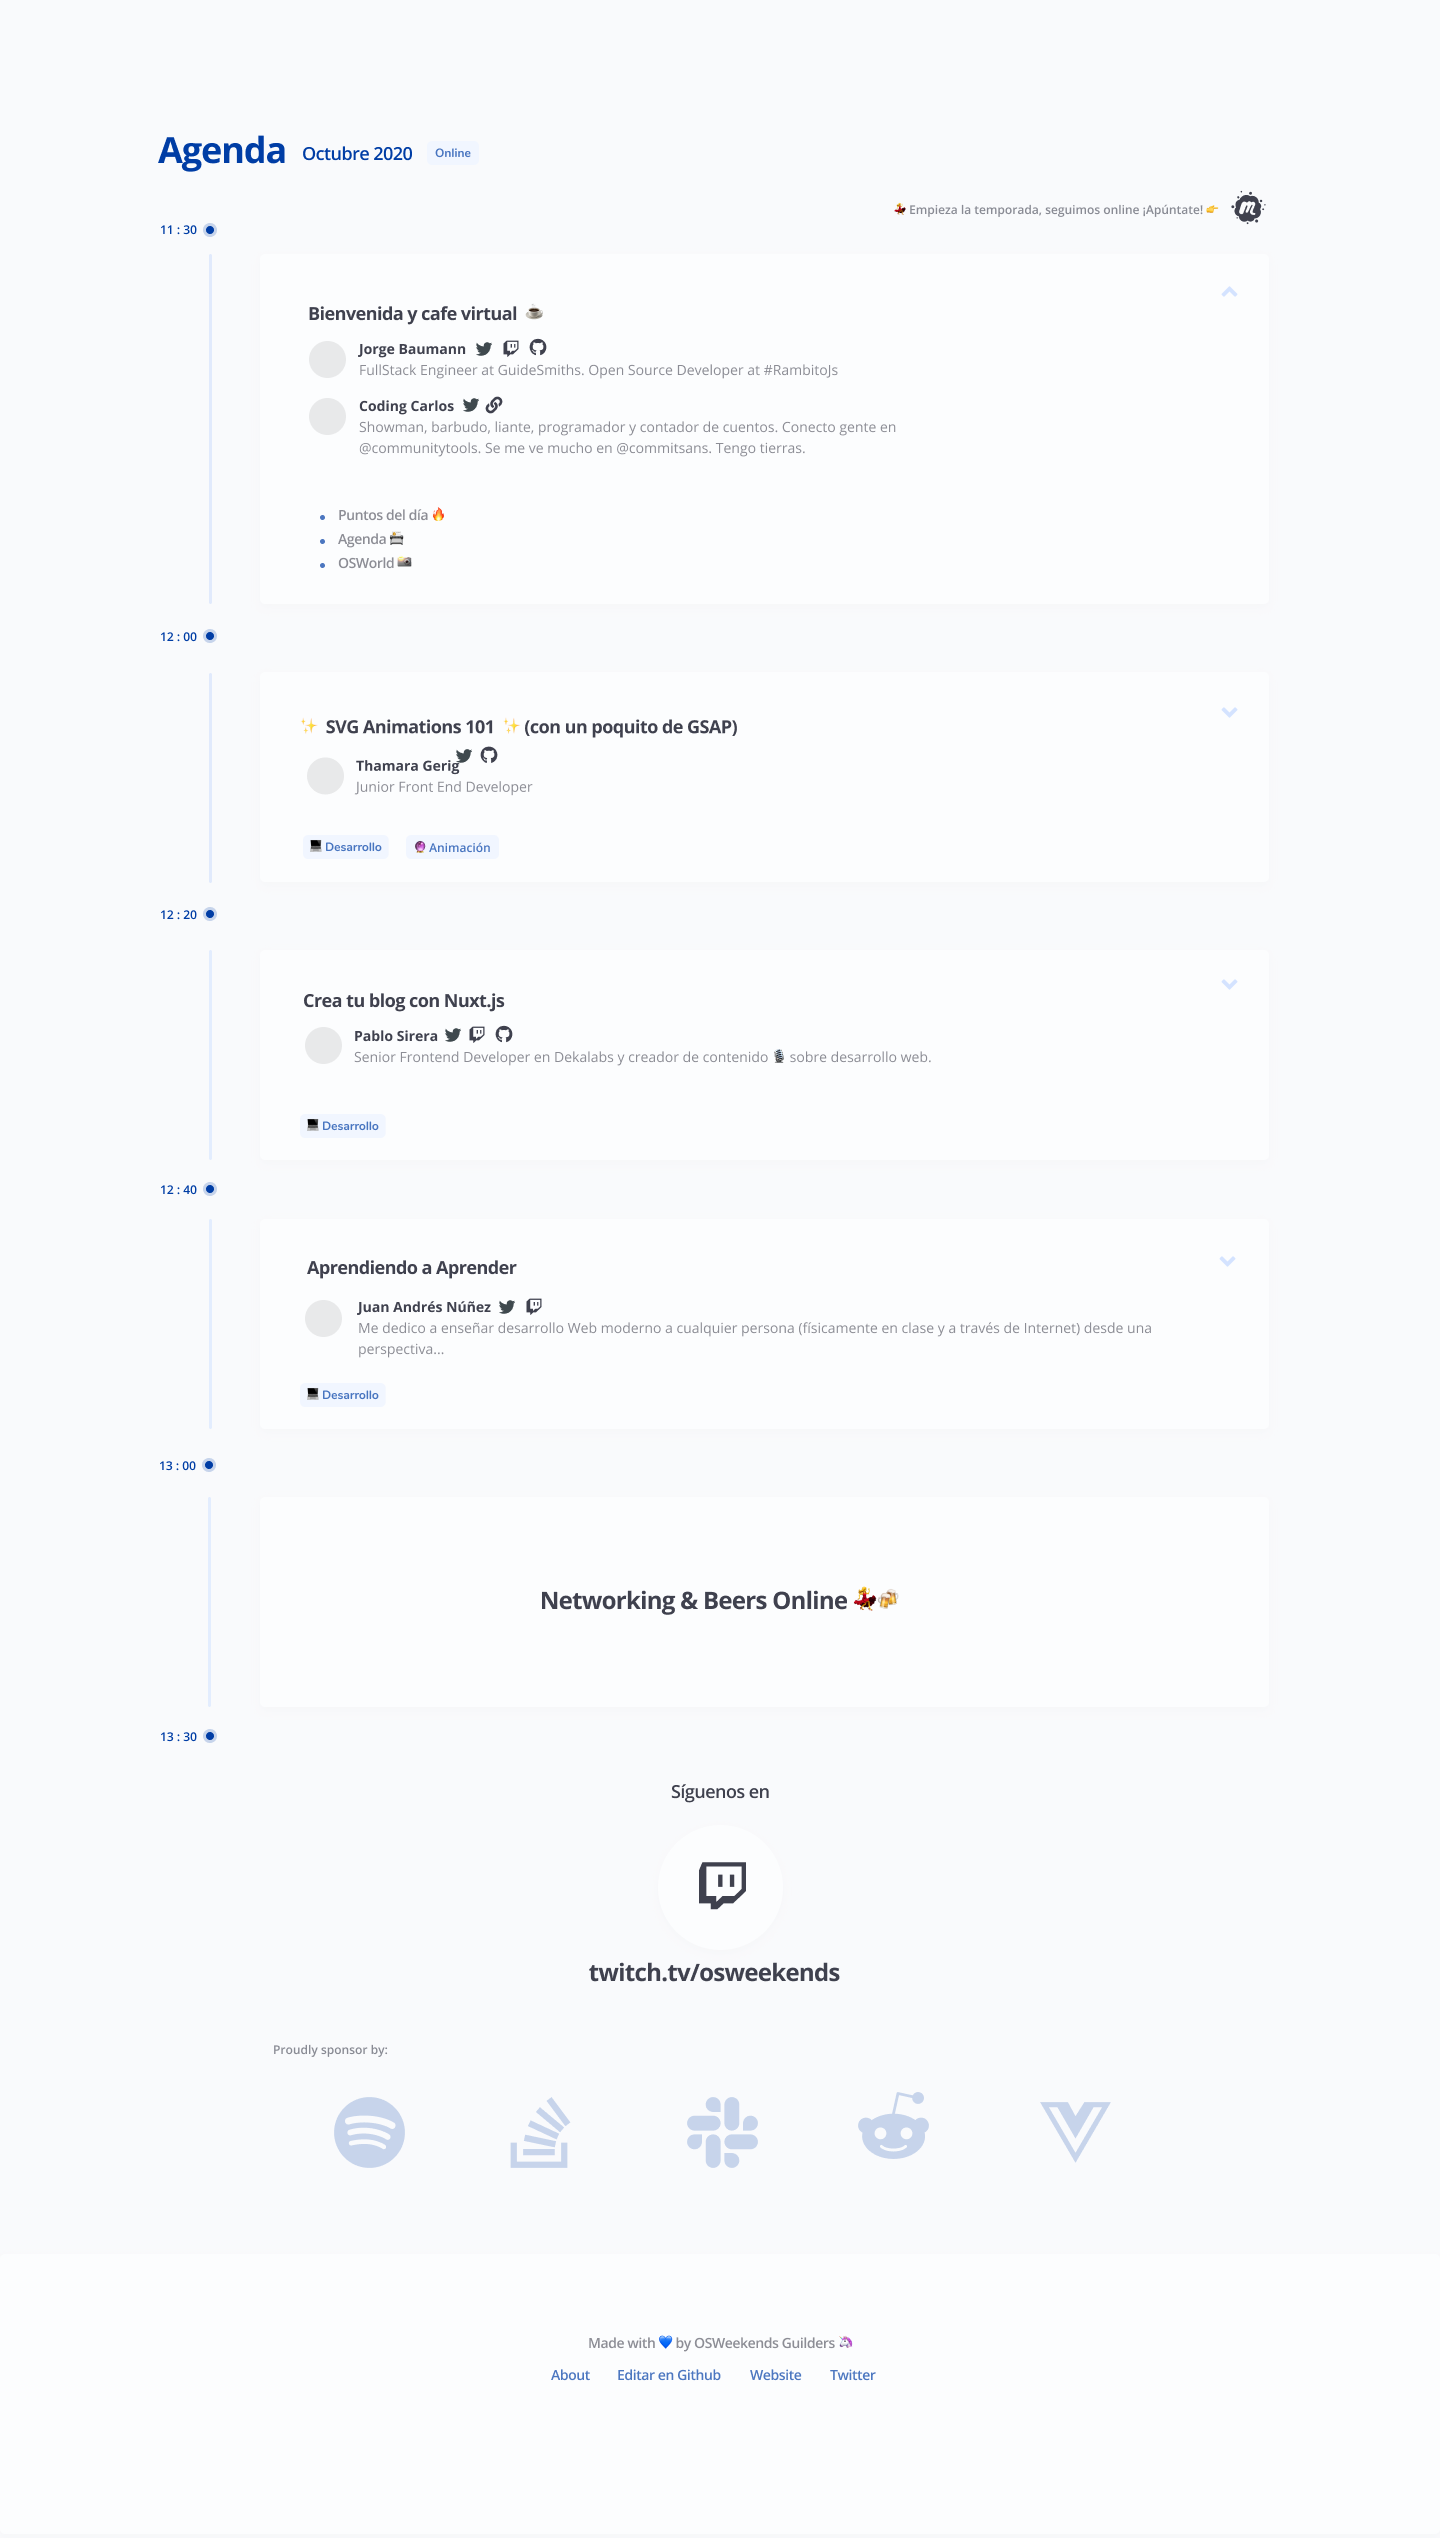 Agenda Octubre 2020 Online
💃 Empieza la temporada, seguimos online ¡Apúntate! 👉
11 : 30
Bienvenida y cafe virtual ☕
Jorge Baumann
FullStack Engineer at GuideSmiths. Open Source Developer at #RambitoJs
Coding Carlos
Showman, barbudo, liante, programador y contador de cuentos. Conecto gente en
@communitytools. Se me ve mucho en @commitsans. Tengo tierras.
• Puntos del día 🔥
• Agenda 📇
• OSWorld 📸
12 : 00
✨ SVG Animations 101 ✨ (con un poquito de GSAP)
Thamara Gerig
Junior Front End Developer
💻 Desarrollo 🔮 Animación
12 : 20
Crea tu blog con Nuxt.js
Pablo Sirera
Senior Frontend Developer en Dekalabs y creador de contenido 🎙 sobre desarrollo web.
💻 Desarrollo
12 : 40
Aprendiendo a Aprender
Juan Andrés Núñez
Me dedico a enseñar desarrollo Web moderno a cualquier persona (físicamente en clase y a través de Internet) desde una
perspectiva...
💻 Desarrollo
13 : 00
Networking & Beers Online 💃🍻
13 : 30
Síguenos en
twitch.tv/osweekends
Proudly sponsor by:
Made with 💙 by OSWeekends Guilders 🦄
About Editar en Github Website Twitter